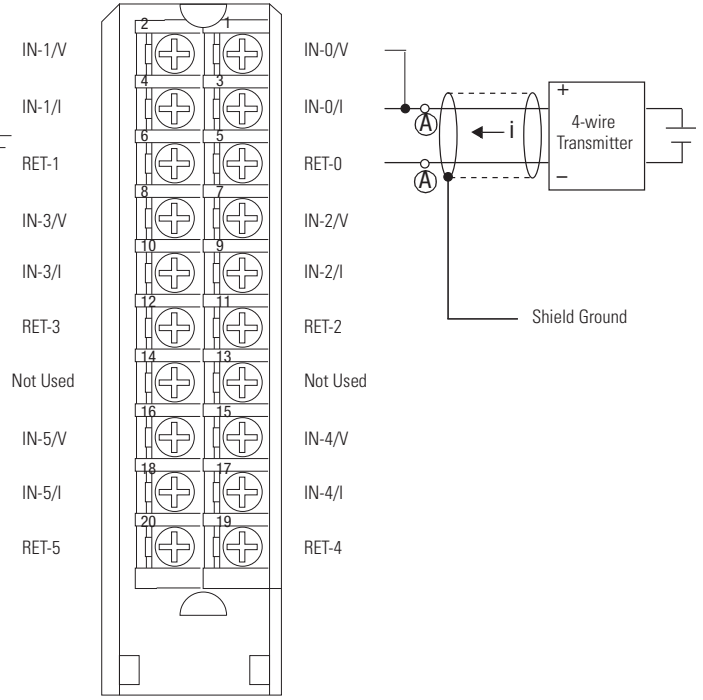 2 1
IN-1/V
IN-0/V
4 3
IN-1/I
IN-0/I
A
i
+
4-wire
Transmitter
6 5
RET-1
RET-0
A
–
8 7
IN-3/V
IN-2/V
10 9
IN-3/I
IN-2/I
12 11
RET-3
RET-2
Shield Ground
14 13
Not Used
Not Used
16 15
IN-5/V
IN-4/V
18 17
IN-5/I
IN-4/I
20 19
RET-5
RET-4